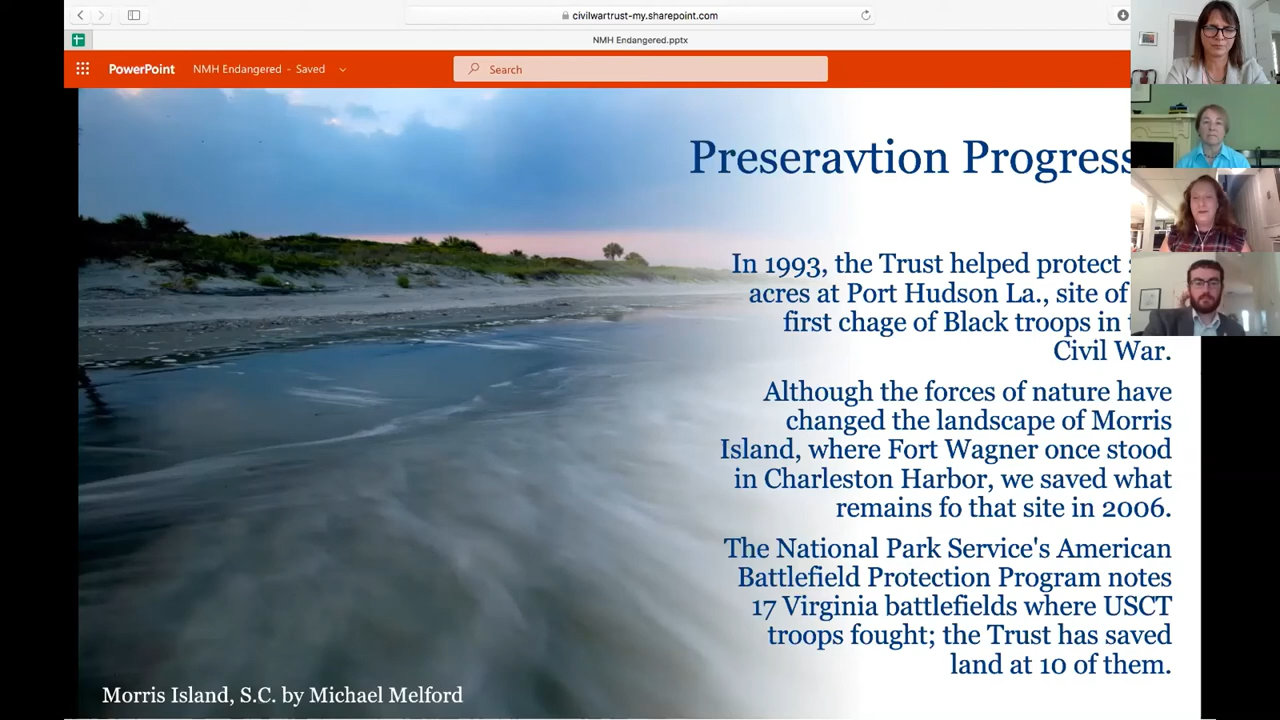 civilwartrust-my.sharepoint.com
NMH Endangered.pptx
PowerPoint NMH Endangered - Saved Search
Preseravtion Progress
In 1993, the Trust helped protect
acres at Port Hudson La., site of
first chage of Black troops in
Civil War.
Although the forces of nature have
changed the landscape of Morris
Island, where Fort Wagner once stood
in Charleston Harbor, we saved what
remains fo that site in 2006.
The National Park Service's American
Battlefield Protection Program notes
17 Virginia battlefields where USCT
troops fought; the Trust has saved
land at 10 of them.
Morris Island, S.C. by Michael Melford